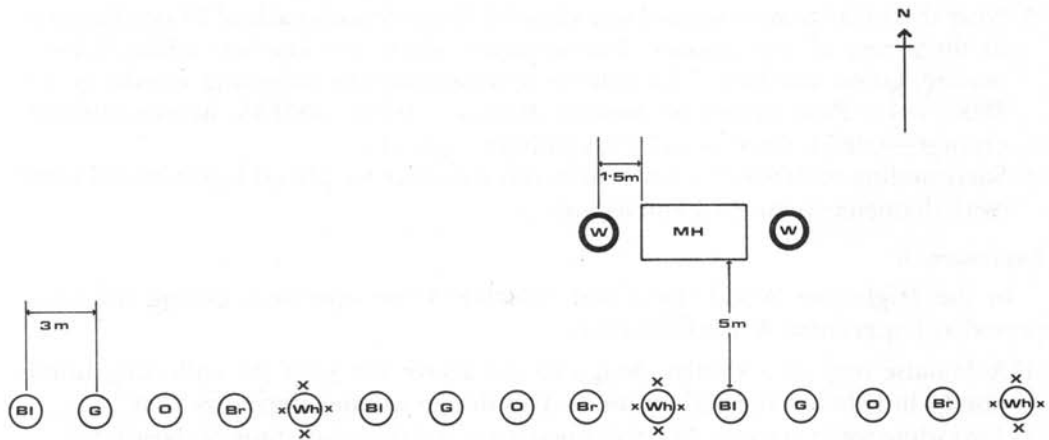 N
1·5m
W MH W
3m
5m
Bl G O Br x Wh x Bl G O Br x Wh x Bl G O Br x Wh x